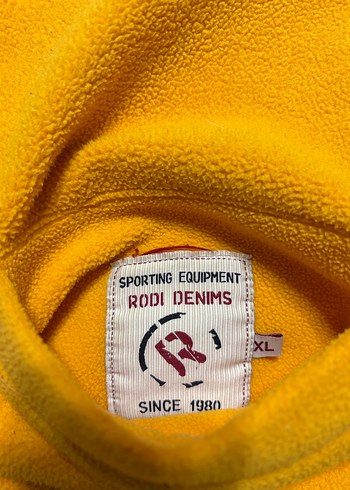 SPORTING EQUIPMENT
RODI DENIMS
R
SINCE 1980
XL